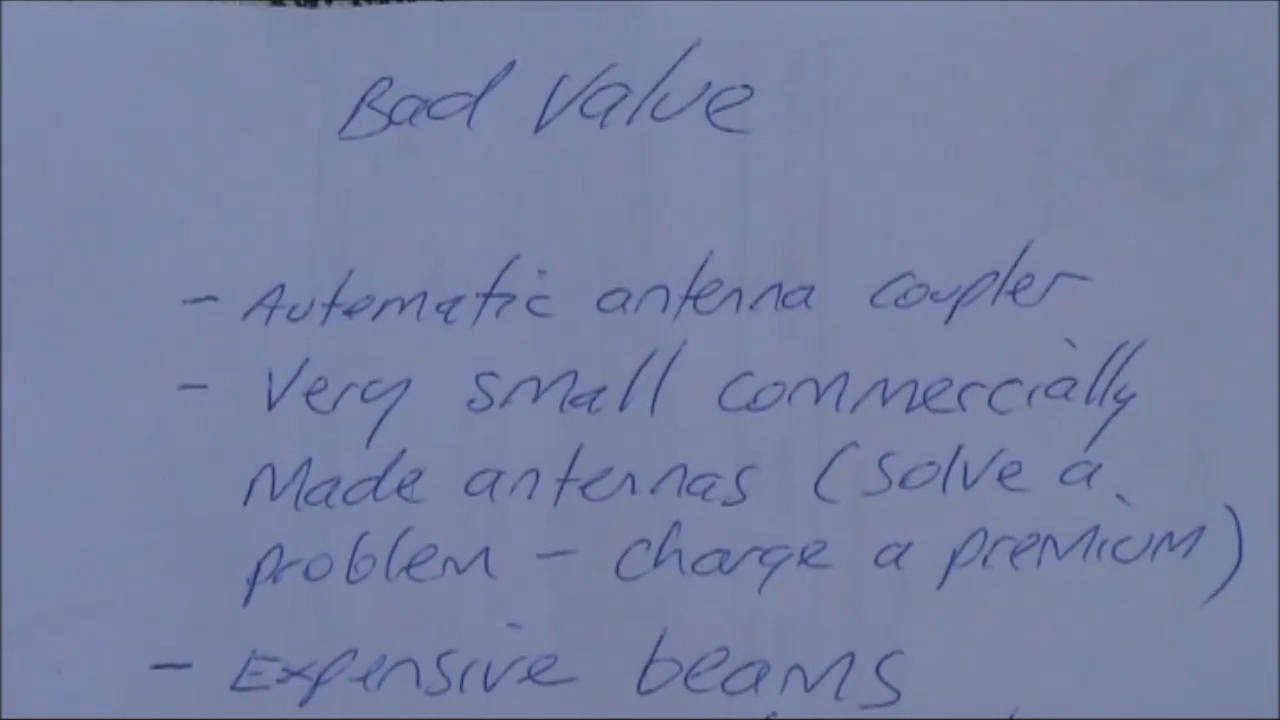 Bad Value
- Automatic antenna coupler
- Very small commercially
Made antennas (solve a
problem - charge a premium)
- Expensive beams